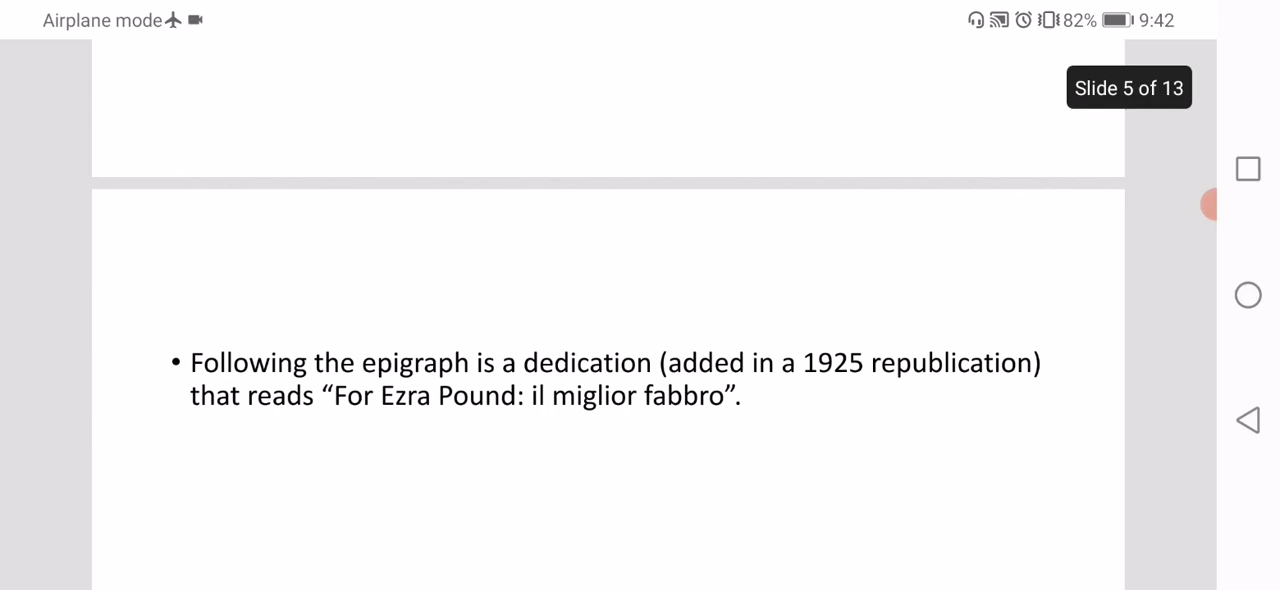 Airplane mode 82% 9:42
Slide 5 of 13
• Following the epigraph is a dedication (added in a 1925 republication)
that reads “For Ezra Pound: il miglior fabbro”.